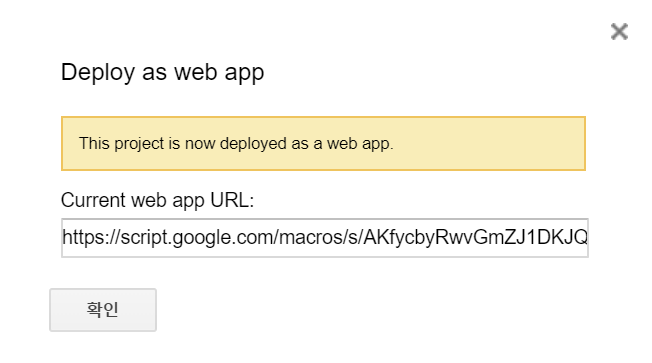 Deploy as web app
This project is now deployed as a web app.
Current web app URL:
https://script.google.com/macros/s/AKfycbyRwvGmZJ1DKJQ
확인